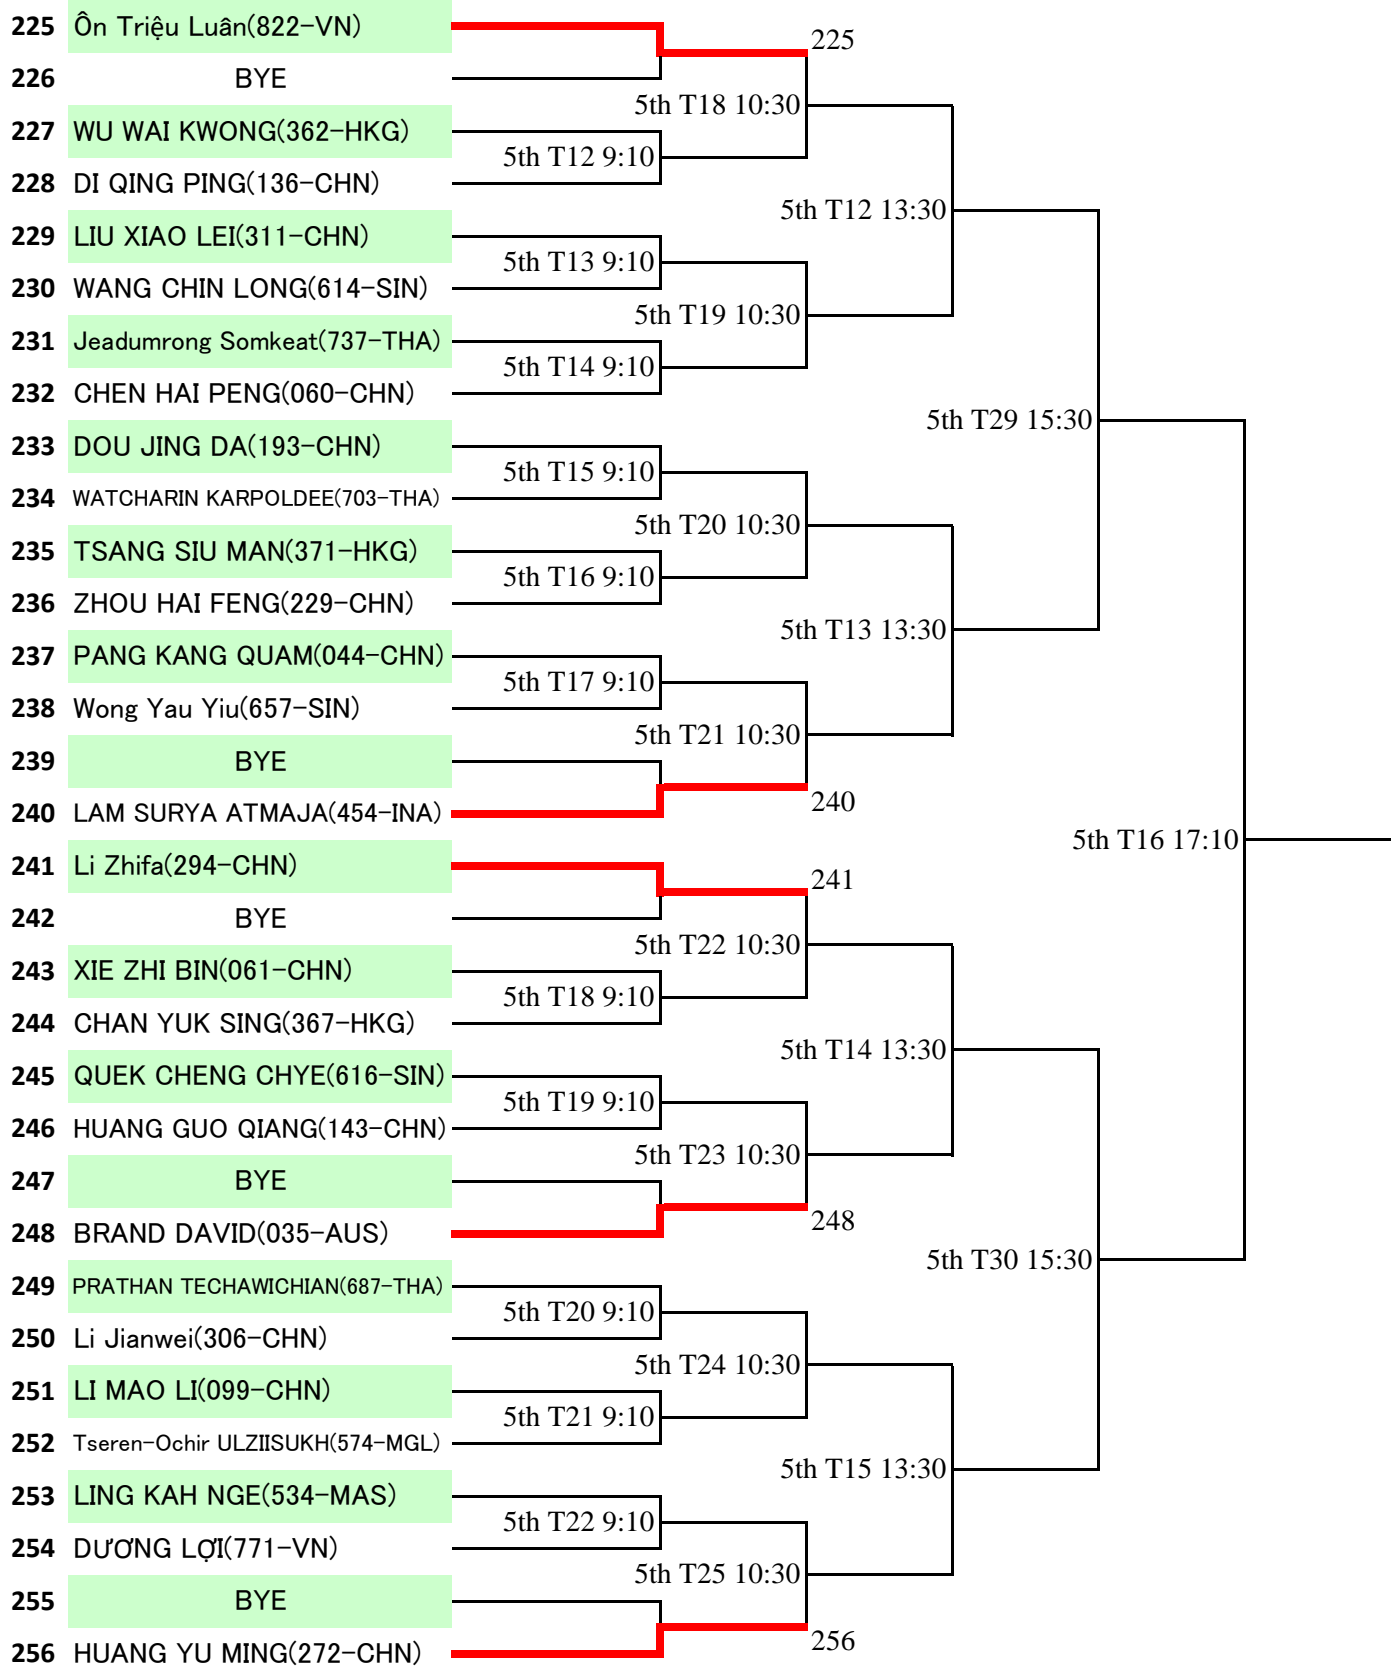 225 Ôn Triệu Luân(822-VN)
225
226 BYE
5th T18 10:30
227 WU WAI KWONG(362-HKG)
5th T12 9:10
228 DI QING PING(136-CHN)
5th T12 13:30
229 LIU XIAO LEI(311-CHN)
5th T13 9:10
230 WANG CHIN LONG(614-SIN)
5th T19 10:30
231 Jeadumrong Somkeat(737-THA)
5th T14 9:10
232 CHEN HAI PENG(060-CHN)
5th T29 15:30
233 DOU JING DA(193-CHN)
5th T15 9:10
234 WATCHARIN KARPOLDEE(703-THA)
5th T20 10:30
235 TSANG SIU MAN(371-HKG)
5th T16 9:10
236 ZHOU HAI FENG(229-CHN)
5th T13 13:30
237 PANG KANG QUAM(044-CHN)
5th T17 9:10
238 Wong Yau Yiu(657-SIN)
5th T21 10:30
239 BYE
240
240 LAM SURYA ATMAJA(454-INA)
5th T16 17:10
241 Li Zhifa(294-CHN)
241
242 BYE
5th T22 10:30
243 XIE ZHI BIN(061-CHN)
5th T18 9:10
244 CHAN YUK SING(367-HKG)
5th T14 13:30
245 QUEK CHENG CHYE(616-SIN)
5th T19 9:10
246 HUANG GUO QIANG(143-CHN)
5th T23 10:30
247 BYE
248
248 BRAND DAVID(035-AUS)
5th T30 15:30
249 PRATHAN TECHAWICHIAN(687-THA)
5th T20 9:10
250 Li Jianwei(306-CHN)
5th T24 10:30
251 LI MAO LI(099-CHN)
5th T21 9:10
252 Tseren-Ochir ULZIISUKH(574-MGL)
5th T15 13:30
253 LING KAH NGE(534-MAS)
5th T22 9:10
254 DƯƠNG LỢI(771-VN)
5th T25 10:30
255 BYE
256
256 HUANG YU MING(272-CHN)